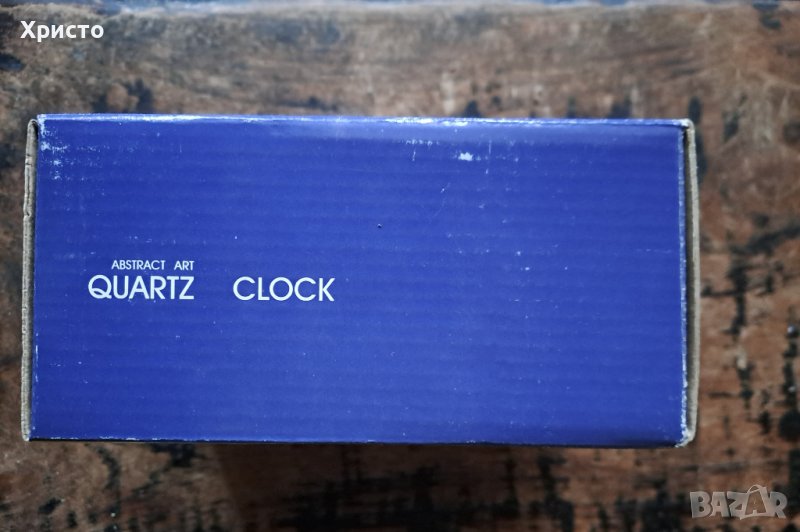 Христо
ABSTRACT ART
QUARTZ CLOCK
BAZAR